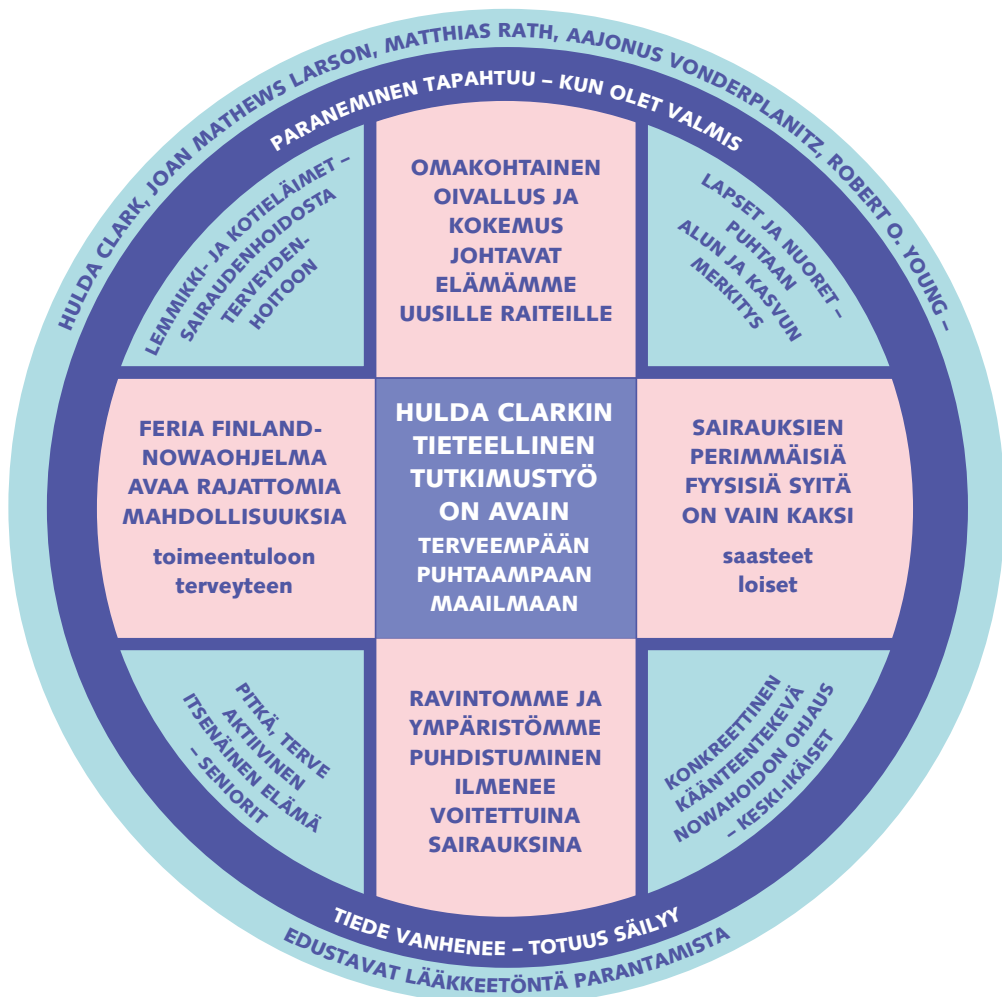 HULDA CLARK, JOAN MATHEWS LARSON, MATTHIAS RATH, AAJONUS VONDERPLANITZ, ROBERT O. YOUNG –
PARANEMINEN TAPAHTUU – KUN OLET VALMIS
LEMMIKKI- JA KOTIELÄIMET –
SAIRAUDENHOIDOSTA
TERVEYDEN-
HOITOON
OMAKOHTAINEN
OIVALLUS JA
KOKEMUS
JOHTAVAT
ELÄMÄMME
UUSILLE RAITEILLE
LAPSET JA NUORET –
PUHTAAN
ALUN JA KASVUN
MERKITYS
FERIA FINLAND-
NOWAOHJELMA
AVAA RAJATTOMIA
MAHDOLLISUUKSIA
toimeentuloon
terveyteen
HULDA CLARKIN
TIETEELLINEN
TUTKIMUSTYÖ
ON AVAIN
TERVEEMPÄÄN
PUHTAAMPAAN
MAAILMAAN
SAIRAUKSIEN
PERIMMÄISIÄ
FYYSISIÄ SYITÄ
ON VAIN KAKSI
saasteet
loiset
PITKÄ, TERVE
AKTIIVINEN
ITSENÄINEN ELÄMÄ
– SENIORIT
RAVINTOMME JA
YMPÄRISTÖMME
PUHDISTUMINEN
ILMENEE
VOITETTUINA
SAIRAUKSINA
KONKREETTINEN
KÄÄNTEENTEKEVÄ
NOWAHOIDON OHJAUS
– KESKI-IKÄISET
TIEDE VANHENEE – TOTUUS SÄILYY
EDUSTAVAT LÄÄKKEETÖNTÄ PARANTAMISTA